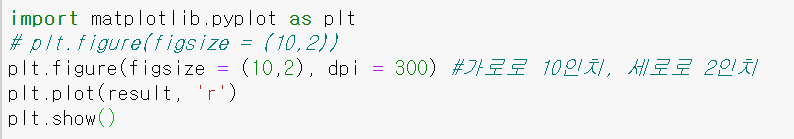 import matplotlib.pyplot as plt
# plt.figure(figsize = (10,2))
plt.figure(figsize = (10,2), dpi = 300) #가로로 10인치, 세로로 2인치
plt.plot(result, 'r')
plt.show()